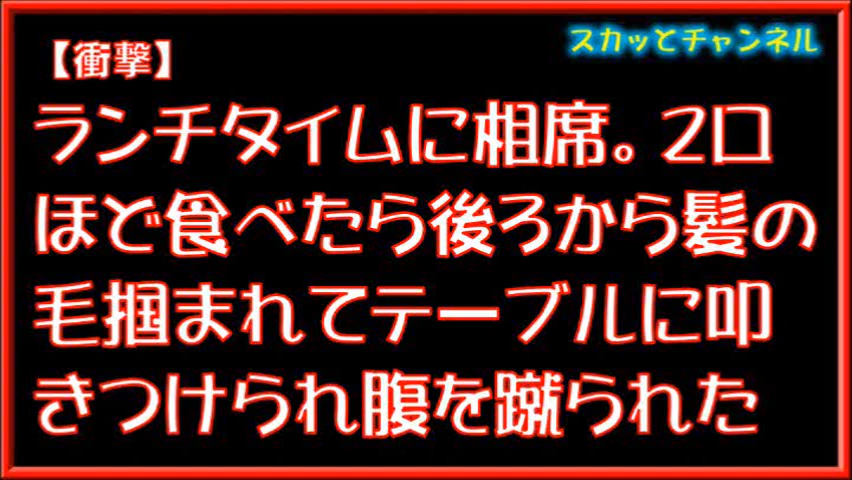 スカッとチャンネル
【衝撃】
ランチタイムに相席。2口
ほど食べたら後ろから髪の
毛掴まれてテーブルに叩
きつけられ腹を蹴られた